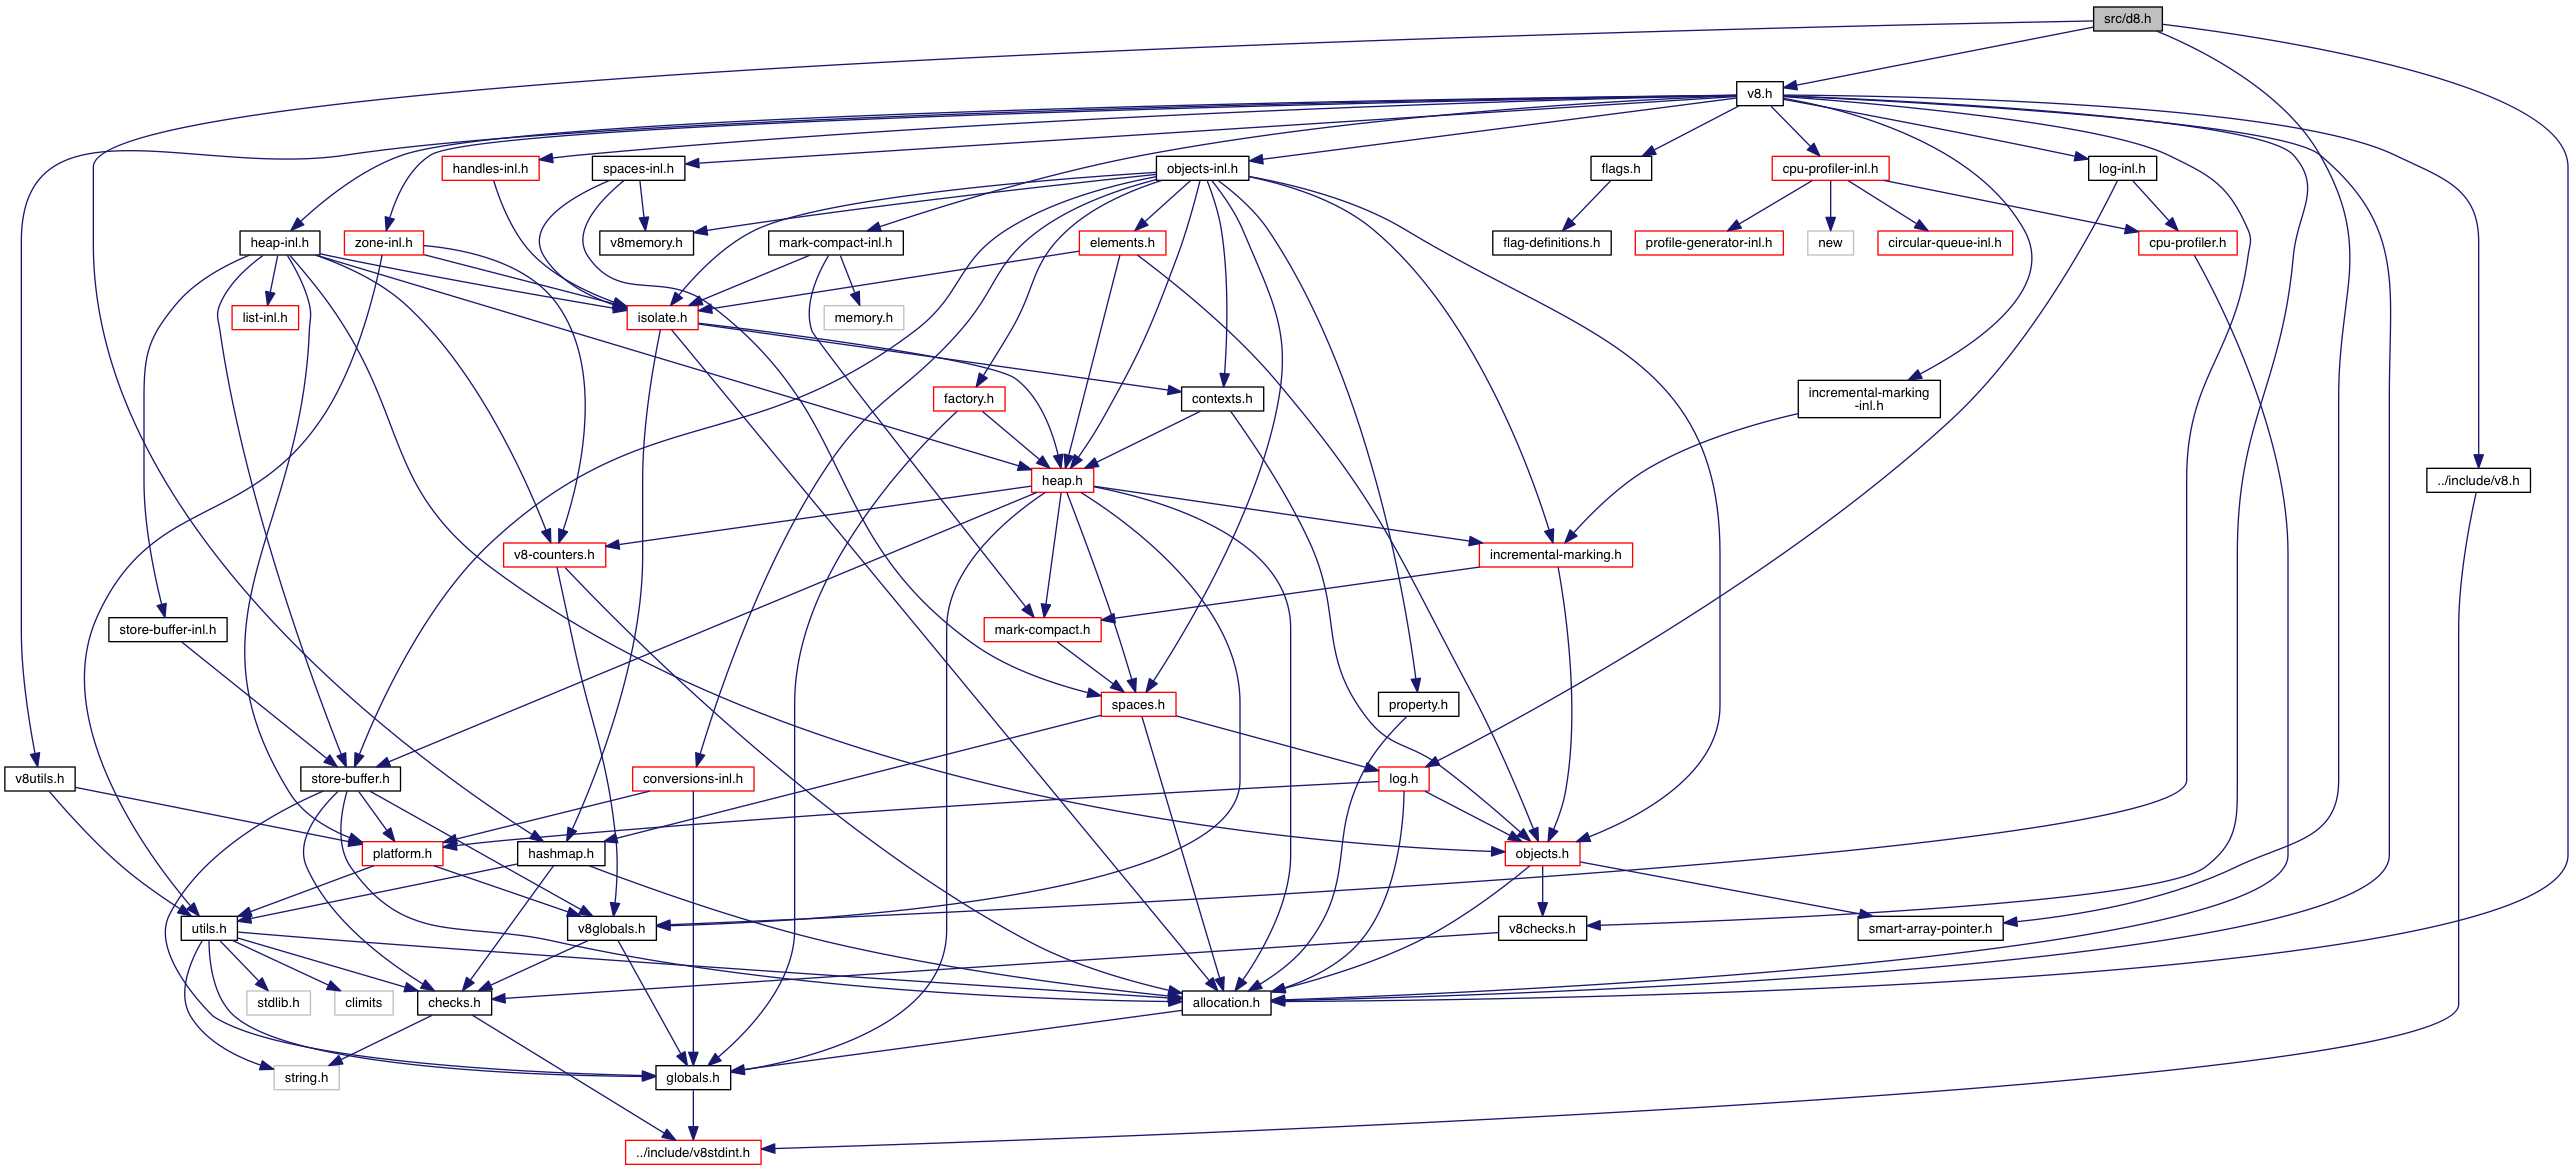 src/d8.h
v8.h
handles-inl.h
spaces-inl.h
objects-inl.h
flags.h
cpu-profiler-inl.h
log-inl.h
heap-inl.h
zone-inl.h
v8memory.h
mark-compact-inl.h
elements.h
flag-definitions.h
profile-generator-inl.h
new
circular-queue-inl.h
cpu-profiler.h
list-inl.h
isolate.h
memory.h
factory.h
contexts.h
incremental-marking
-inl.h
heap.h
../include/v8.h
v8-counters.h
incremental-marking.h
store-buffer-inl.h
mark-compact.h
spaces.h
property.h
v8utils.h
store-buffer.h
conversions-inl.h
log.h
platform.h
hashmap.h
objects.h
utils.h
v8globals.h
v8checks.h
smart-array-pointer.h
stdlib.h
climits
checks.h
allocation.h
string.h
globals.h
../include/v8stdint.h